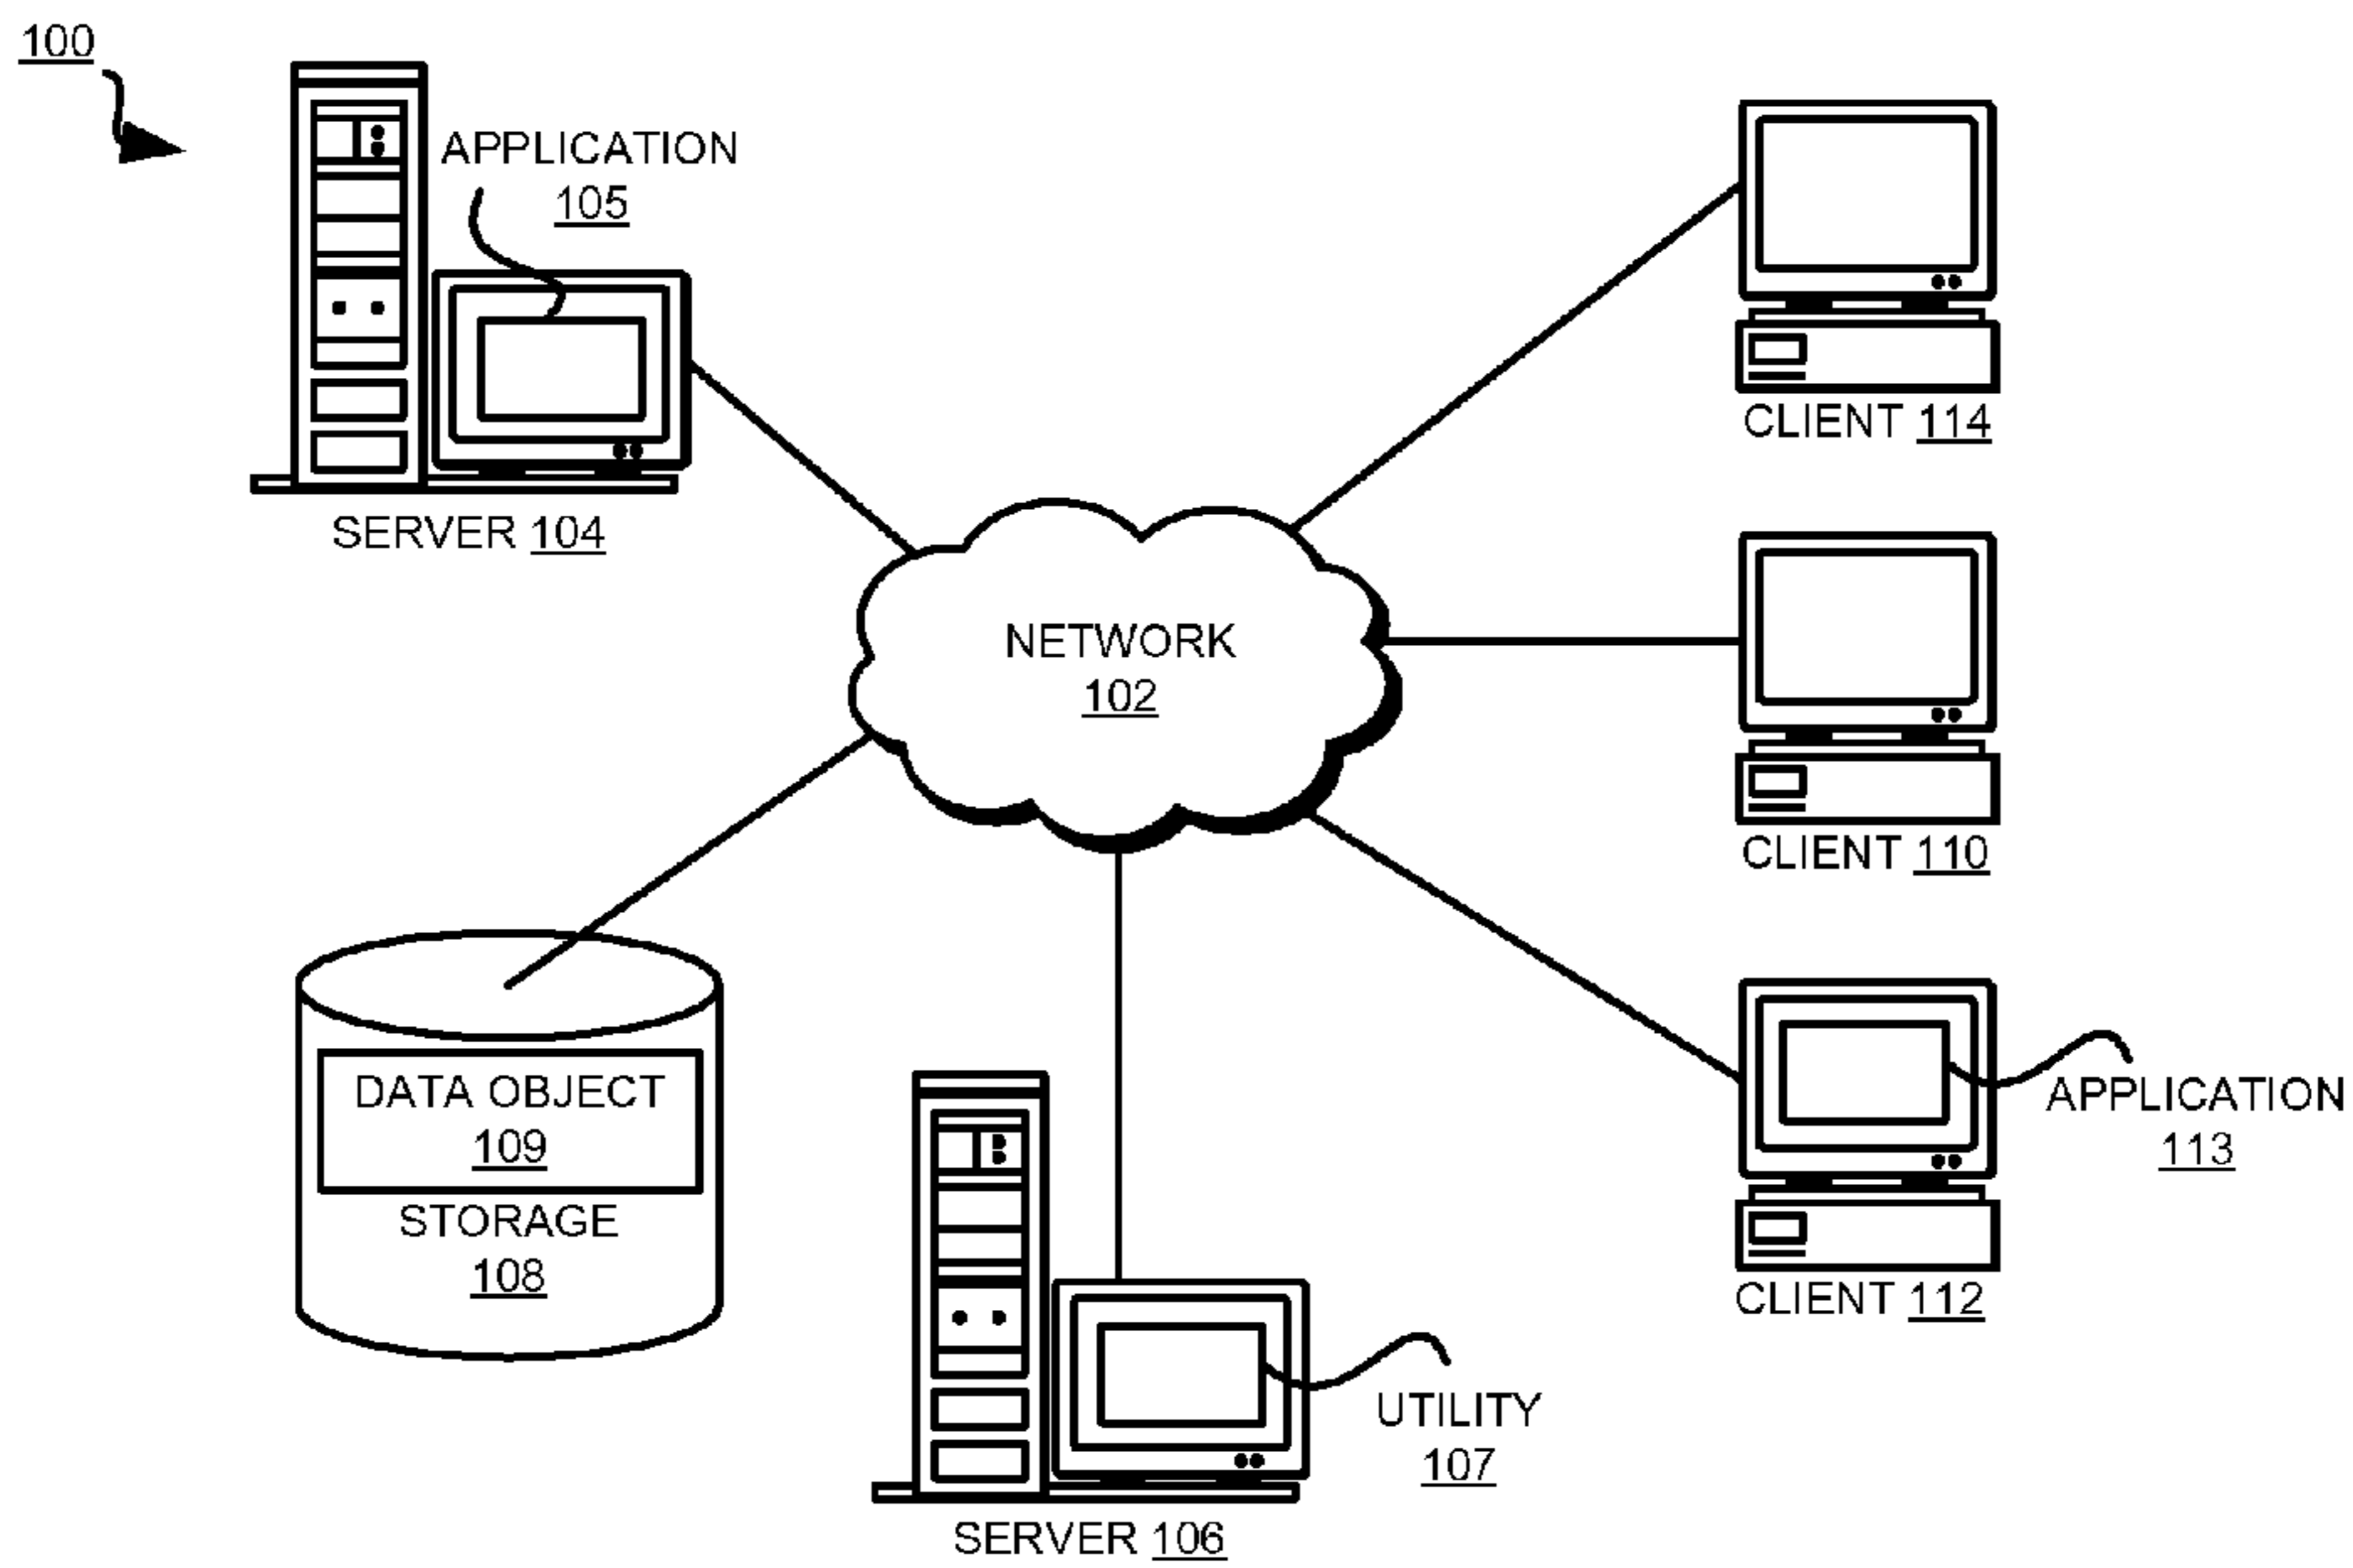 100
APPLICATION
105
SERVER 104
CLIENT 114
NETWORK
102
CLIENT 110
DATA OBJECT
109
STORAGE
108
APPLICATION
113
CLIENT 112
UTILITY
107
SERVER 106